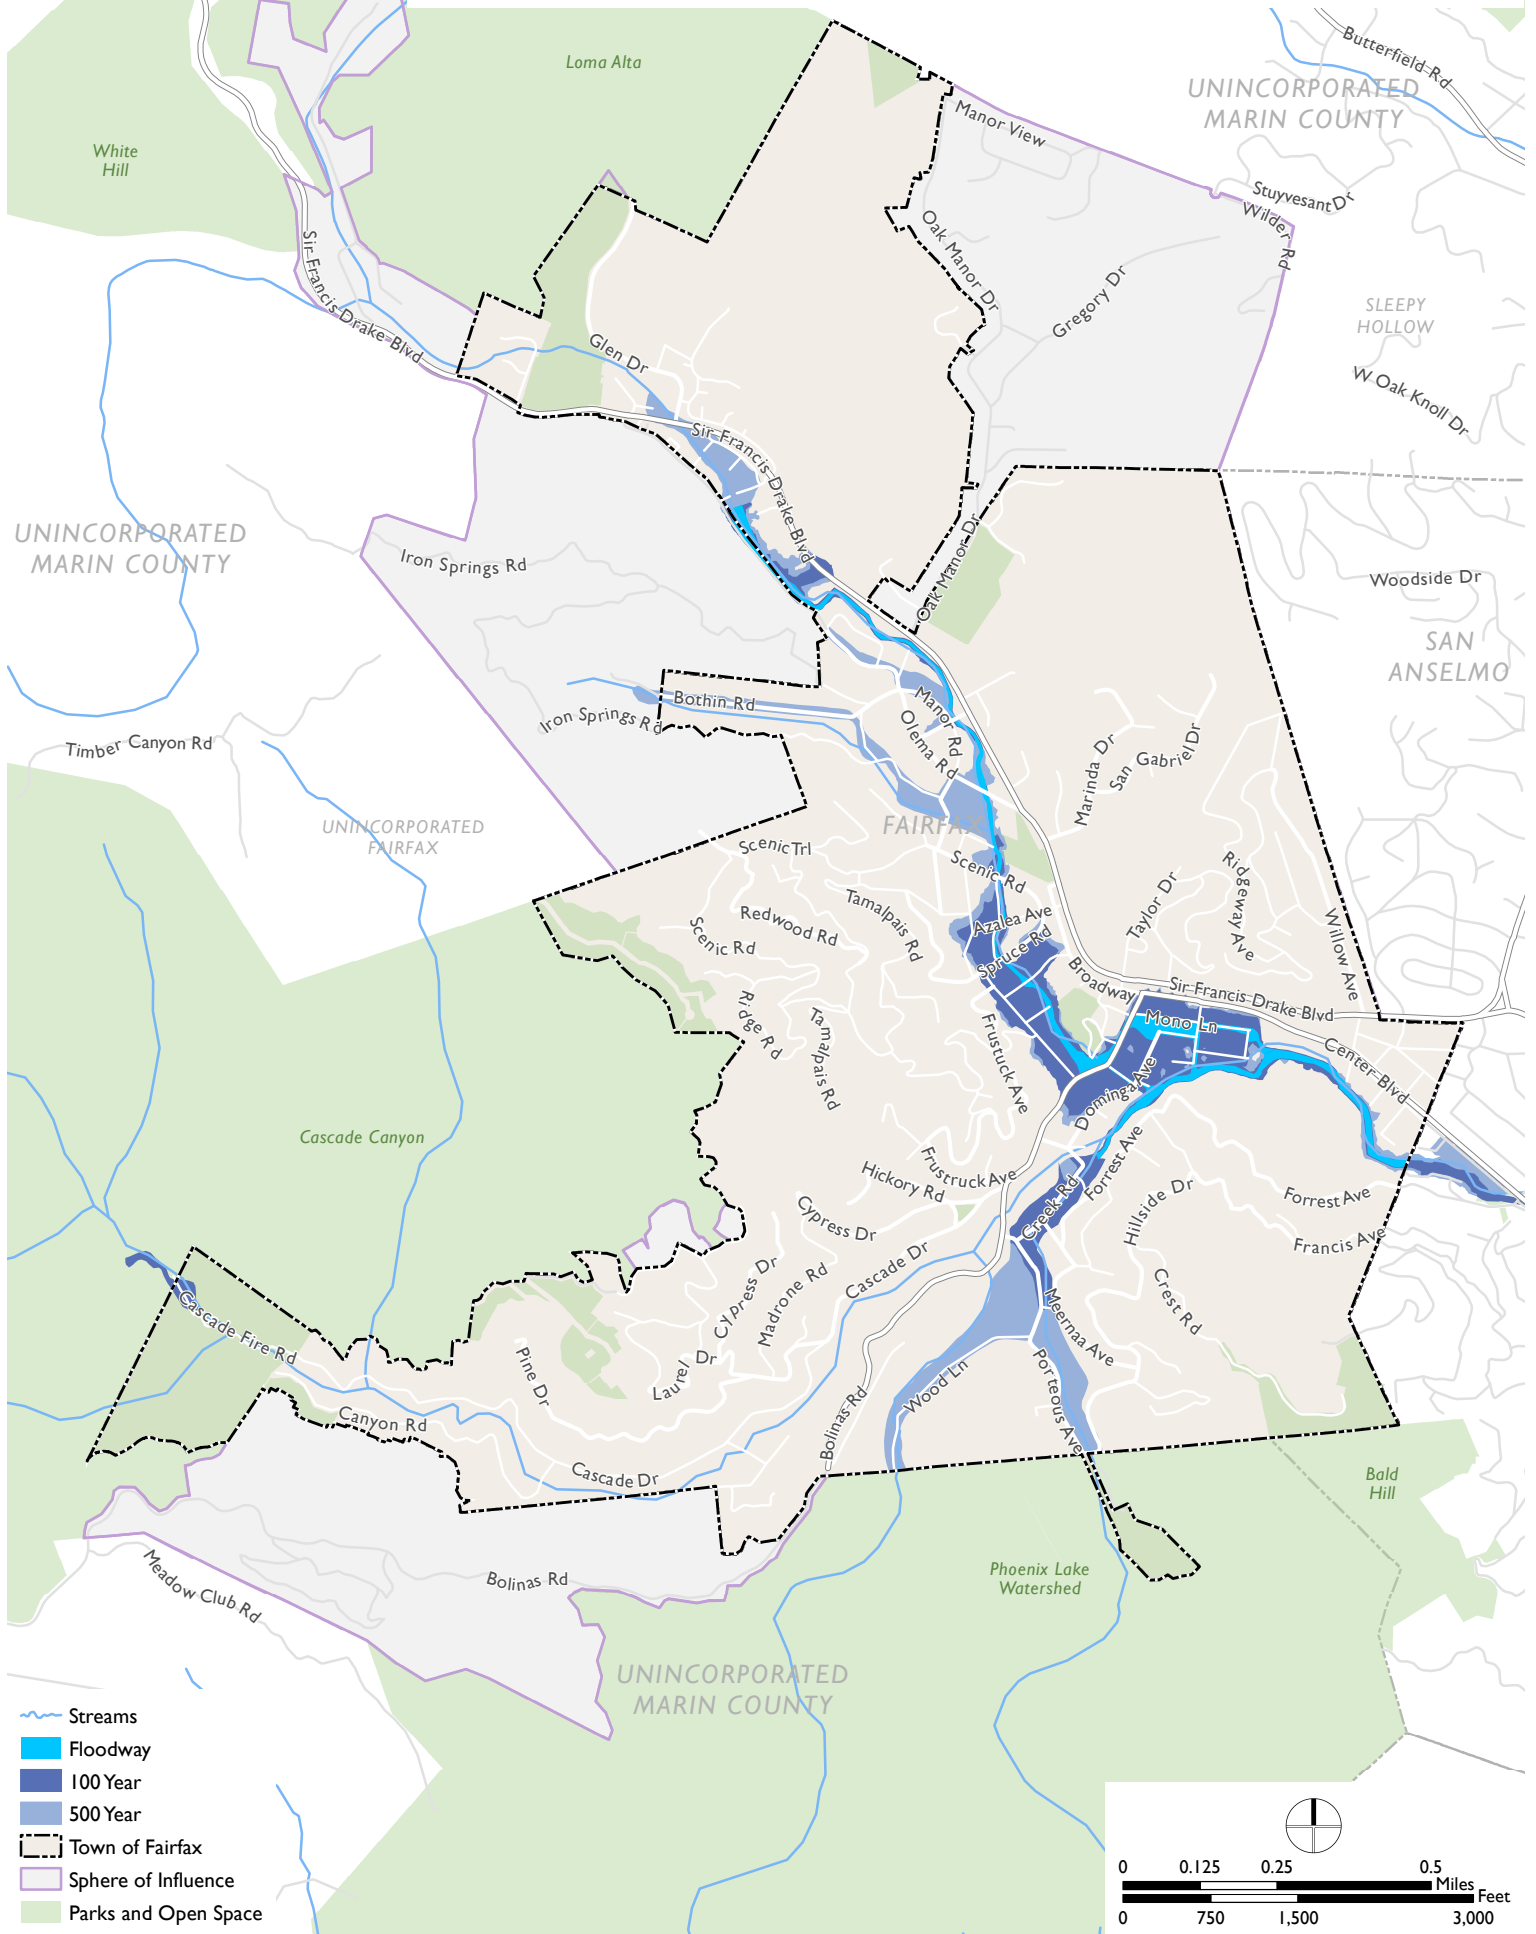 Loma Alta
Butterfield Rd
UNINCORPORATED
MARIN COUNTY
Manor View
White
Hill
Stuyvesant Dr
Wilder Rd
Oak Manor Dr
Sir Francis Drake Blvd
Gregory Dr
SLEEPY
HOLLOW
Glen Dr
W Oak Knoll Dr
Sir Francis Drake Blvd
UNINCORPORATED
MARIN COUNTY
Iron Springs Rd
Oak Manor Dr
Woodside Dr
SAN
ANSELMO
Bothin Rd
Iron Springs Rd
Manor Rd
Olema Rd
Timber Canyon Rd
Marinda Dr
San Gabriel Dr
UNINCORPORATED
FAIRFAX
FAIRFAX
Scenic Trl
Scenic Rd
Ridgeway Ave
Taylor Dr
Tamalpais Rd
Redwood Rd
Scenic Rd
Azalea Ave
Spruce Rd
Willow Ave
Broadway
Sir Francis Drake Blvd
Ridge Rd
Tamalpais Rd
Frustuck Ave
Mono Ln
Center Blvd
Dominga Ave
Cascade Canyon
Forrest Ave
Frustruck Ave
Hickory Rd
Creek Rd
Hillside Dr
Forrest Ave
Cypress Dr
Francis Ave
Cascade Dr
Cypress Dr
Madrone Rd
Crest Rd
Cascade Fire Rd
Meernaa Ave
Pine Dr
Laurel Dr
Wood Ln
Porteous Ave
Canyon Rd
Bolinas Rd
Cascade Dr
Bald
Hill
Meadow Club Rd
Bolinas Rd
Phoenix Lake
Watershed
UNINCORPORATED
MARIN COUNTY
Streams
Floodway
100 Year
500 Year
Town of Fairfax
Sphere of Influence
Parks and Open Space
0 0.125 0.25 0.5
Miles
Feet
0 750 1,500 3,000